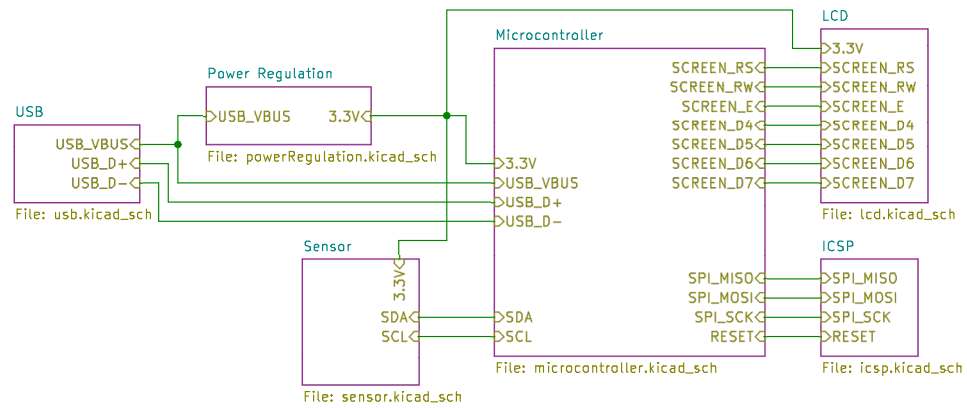 USB
USB_VBUS
USB_D+
USB_D-
File: usb.kicad_sch
Power Regulation
USB_VBUS 3.3V
File: powerRegulation.kicad_sch
Sensor
3.3V
SDA
SCL
File: sensor.kicad_sch
Microcontroller
SCREEN_RS
SCREEN_RW
SCREEN_E
SCREEN_D4
SCREEN_D5
3.3V SCREEN_D6
USB_VBUS SCREEN_D7
USB_D+
USB_D-
SPI_MISO
SPI_MOSI
SDA SPI_SCK
SCL RESET
File: microcontroller.kicad_sch
LCD
3.3V
SCREEN_RS
SCREEN_RW
SCREEN_E
SCREEN_D4
SCREEN_D5
SCREEN_D6
SCREEN_D7
File: lcd.kicad_sch
ICSP
SPI_MISO
SPI_MOSI
SPI_SCK
RESET
File: icsp.kicad_sch